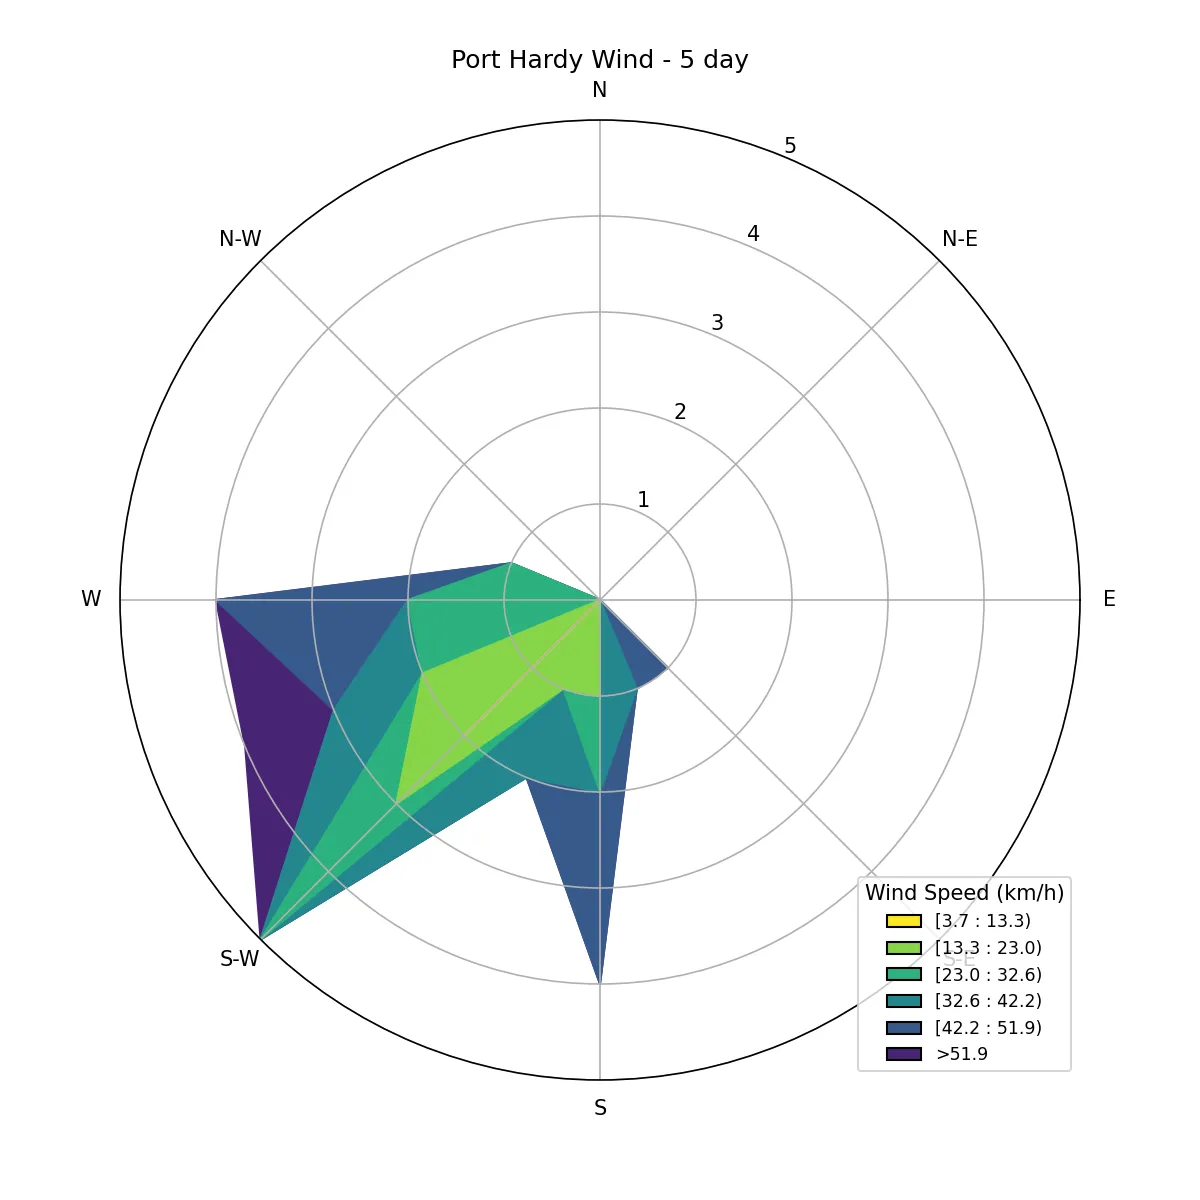 Port Hardy Wind - 5 day
N
5
N-W
N-E
4
3
2
1
W
E
Wind Speed (km/h)
[3.7 : 13.3)
[13.3 : 23.0)
[23.0 : 32.6)
[32.6 : 42.2)
[42.2 : 51.9)
>51.9
S-W
S-E
S